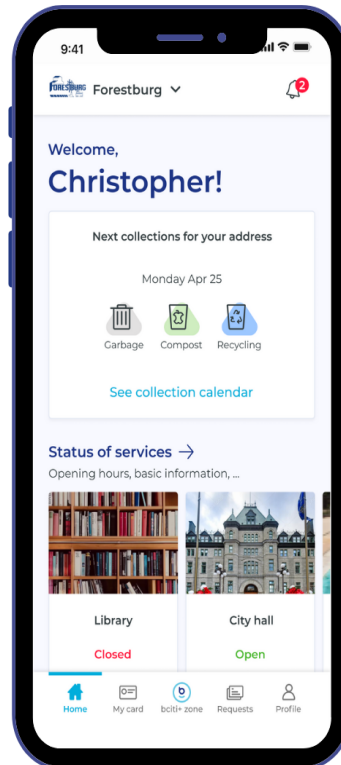 9:41
FORESTBURG Forestburg
2
Welcome,
Christopher!
Next collections for your address
Monday Apr 25
Garbage Compost Recycling
See collection calendar
Status of services →
Opening hours, basic information, ...
Library City hall
Closed Open
Home My card bciti+ zone Requests Profile